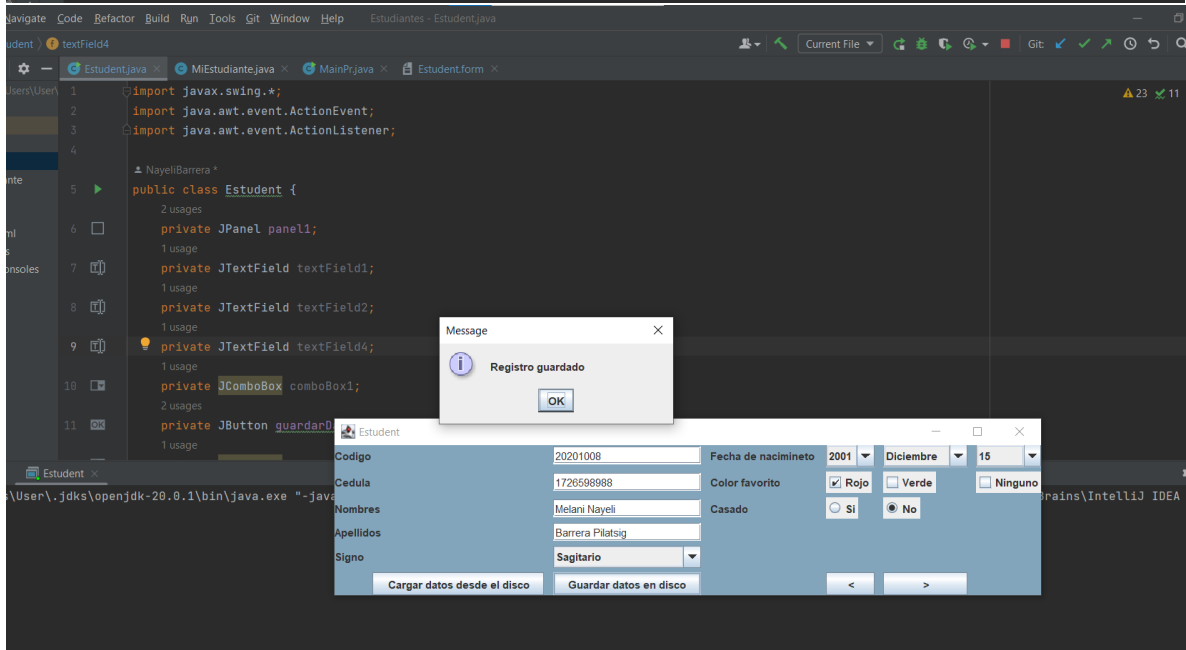 Navigate Code Refactor Build Run Tools Git Window Help Estudiantes - Estudent.java
udent textField4 Current File Git:
Estudent.java MiEstudiante.java MainPr.java Estudent.form
Users\User\ 1 import javax.swing.*; 23 11
2 import java.awt.event.ActionEvent;
3 import java.awt.event.ActionListener;
4
NayeliBarrera *
ante
5 public class Estudent {
2 usages
ml 6 private JPanel panel1;
s 1 usage
onsoles 7 private JTextField textField1;
1 usage
8 private JTextField textField2;
1 usage
9 private JTextField textField4;
1 usage
10 private JComboBox comboBox1;
2 usages
11 OK private JButton guardarD
1 usage
Message
Registro guardado
OK
Estudent
Codigo 20201008 Fecha de nacimineto 2001 Diciembre 15
Cedula 1726598988 Color favorito Rojo Verde Ninguno
Nombres Melani Nayeli Casado Si No
Apellidos Barrera Pilatsig
Signo Sagitario
Cargar datos desde el disco Guardar datos en disco < >
Estudent
s\User\.jdks\openjdk-20.0.1\bin\java.exe "-java Brains\IntelliJ IDEA